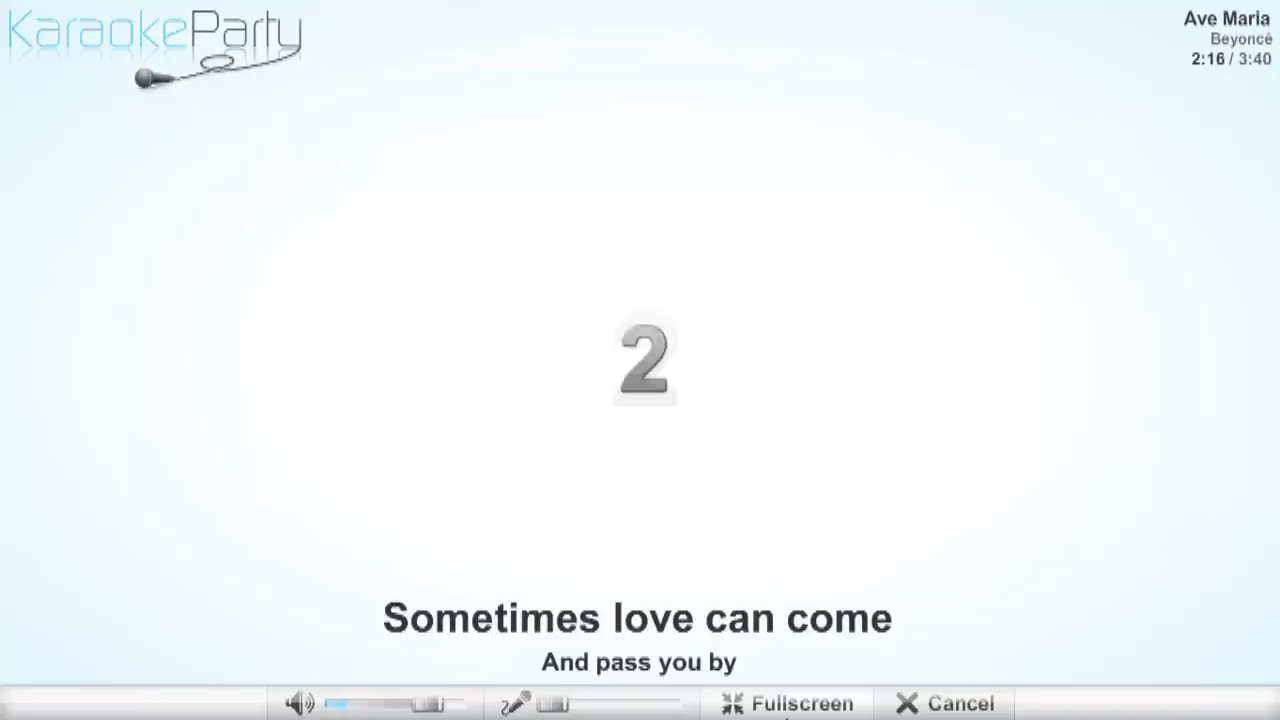 KaraokeParty
Ave Maria
Beyoncé
2:16 / 3:40
2
Sometimes love can come
And pass you by
Fullscreen
Cancel